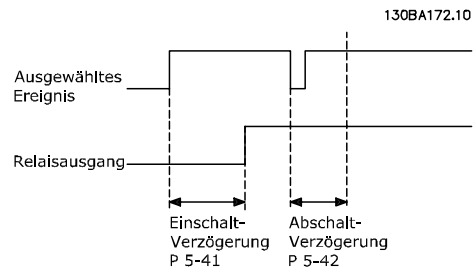 130BA172.10
Ausgewähltes
Ereignis
Relaisausgang
Einschalt-
Verzögerung
P 5-41
Abschalt-
Verzögerung
P 5-42